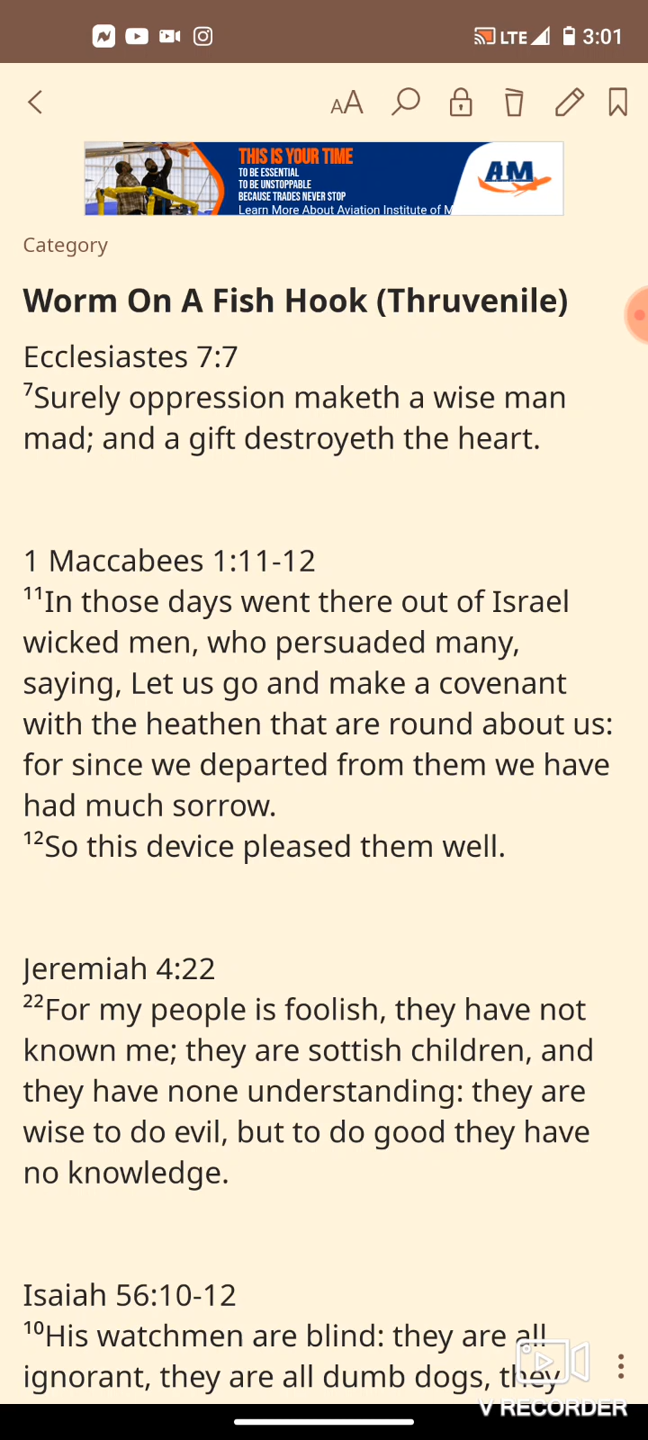 LTE 3:01
AA
THIS IS YOUR TIME
TO BE ESSENTIAL
TO BE UNSTOPPABLE
BECAUSE TRADES NEVER STOP
Learn More About Aviation Institute of M
AM
Category
Worm On A Fish Hook (Thruvenile)
Ecclesiastes 7:7
⁷Surely oppression maketh a wise man
mad; and a gift destroyeth the heart.
1 Maccabees 1:11-12
¹¹In those days went there out of Israel
wicked men, who persuaded many,
saying, Let us go and make a covenant
with the heathen that are round about us:
for since we departed from them we have
had much sorrow.
¹²So this device pleased them well.
Jeremiah 4:22
²²For my people is foolish, they have not
known me; they are sottish children, and
they have none understanding: they are
wise to do evil, but to do good they have
no knowledge.
Isaiah 56:10-12
¹⁰His watchmen are blind: they are all
ignorant, they are all dumb dogs, they
V RECORDER